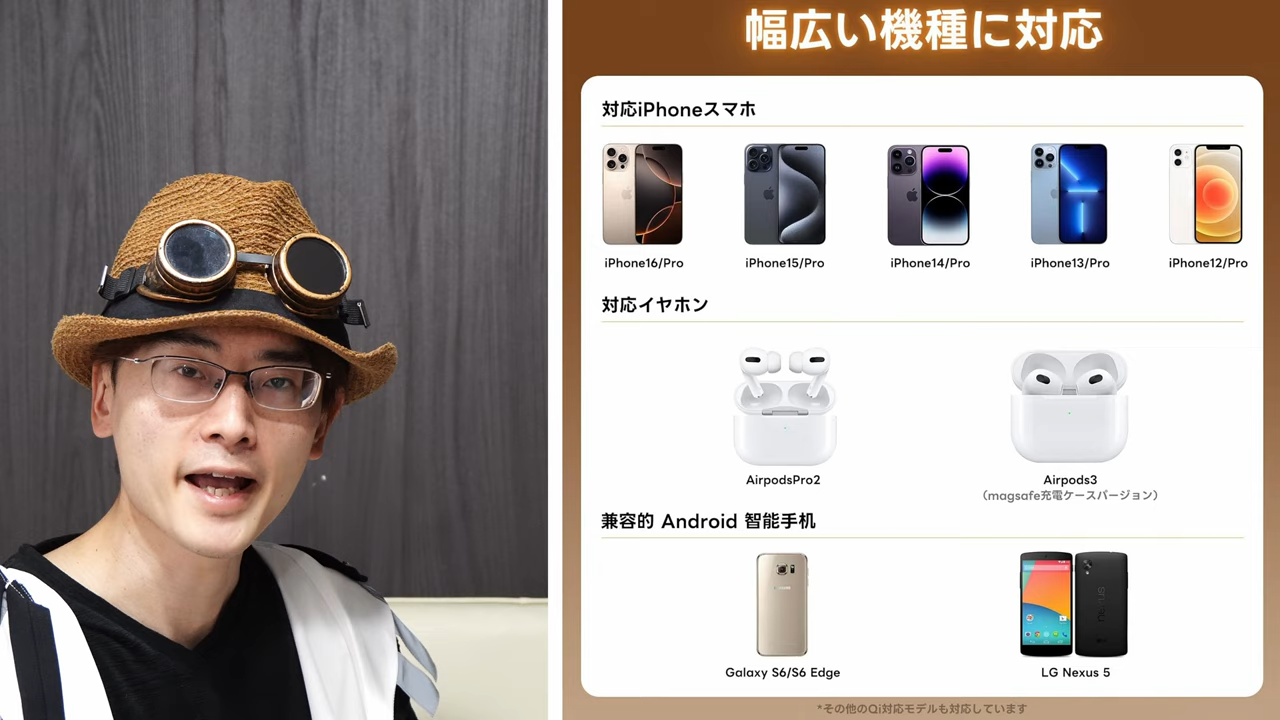 幅広い機種に対応
対応iPhoneスマホ
iPhone16/Pro
iPhone15/Pro
iPhone14/Pro
iPhone13/Pro
iPhone12/Pro
対応イヤホン
AirpodsPro2
Airpods3
（magsafe充電ケースバージョン）
兼容的 Android 智能手机
Galaxy S6/S6 Edge
LG Nexus 5
*その他のQi対応モデルも対応しています